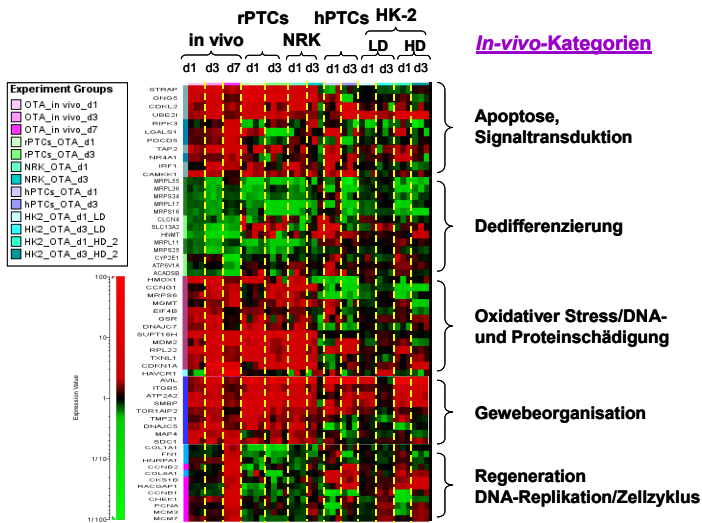 rPTCs hPTCs HK-2
in vivo NRK LD HD
d1 d3 d7 d1 d3 d1 d3 d1 d3 d1 d3 d1 d3
In-vivo-Kategorien
Experiment Groups
OTA_in vivo_d1
OTA_in vivo_d3
OTA_in vivo_d7
rPTCs_OTA_d1
rPTCs_OTA_d3
NRK_OTA_d1
NRK_OTA_d3
hPTCs_OTA_d1
hPTCs_OTA_d3
HK2_OTA_d1_LD
HK2_OTA_d3_LD
HK2_OTA_d1_HD_2
HK2_OTA_d3_HD_2
100
10
1
1/10
1/100
Expression Value
STRAP
GNG5
CDKL2
UBE2I
RIPK3
LGALS1
PDCD5
TAP2
NR4A1
IRF1
CAMKK1
MRPL55
MRPL36
MRPS34
MRPL17
MRPS16
CLCN4
SLC13A2
HNMT
MRPL11
MRPS25
CYP2E1
ATP6V1A
ACADSB
HMOX1
CCNG1
MRPS6
MGMT
EIF4B
GSR
DNAJC7
SUPT16H
MDM2
RPL22
TXNL1
CDKN1A
HAVCR1
AVIL
ITGB5
ATP2A2
SMBP
TOR1AIP2
TMP21
DNAJC5
MAP4
SDC1
COL1A1
FN1
HNRPA1
CCNB2
COL6A1
CKS1B
RACGAP1
CCNB1
CHEK1
PCNA
MCM3
MCM7
Apoptose,
Signaltransduktion
Dedifferenzierung
Oxidativer Stress/DNA-
und Proteinschädigung
Gewebeorganisation
Regeneration
DNA-Replikation/Zellzyklus